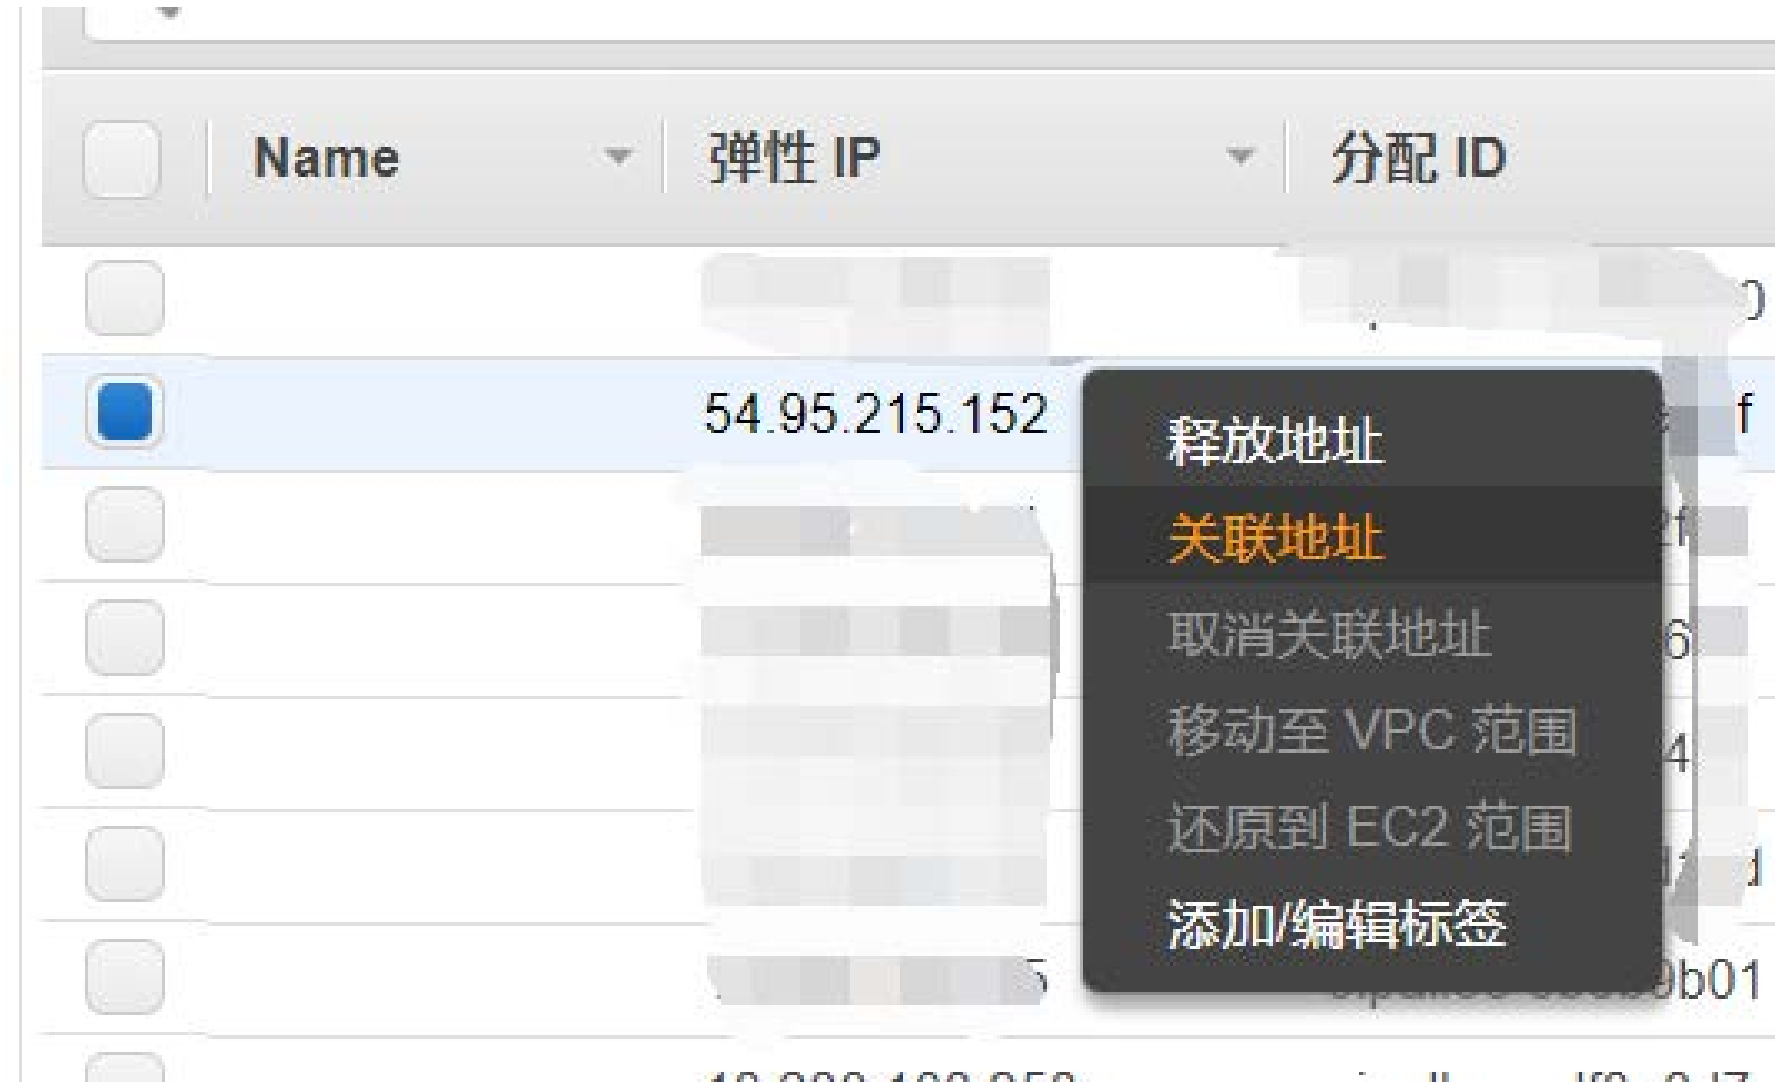 Name 弹性 IP 分配 ID
54.95.215.152 f
释放地址
关联地址
取消关联地址
移动至 VPC 范围
还原到 EC2 范围
添加/编辑标签